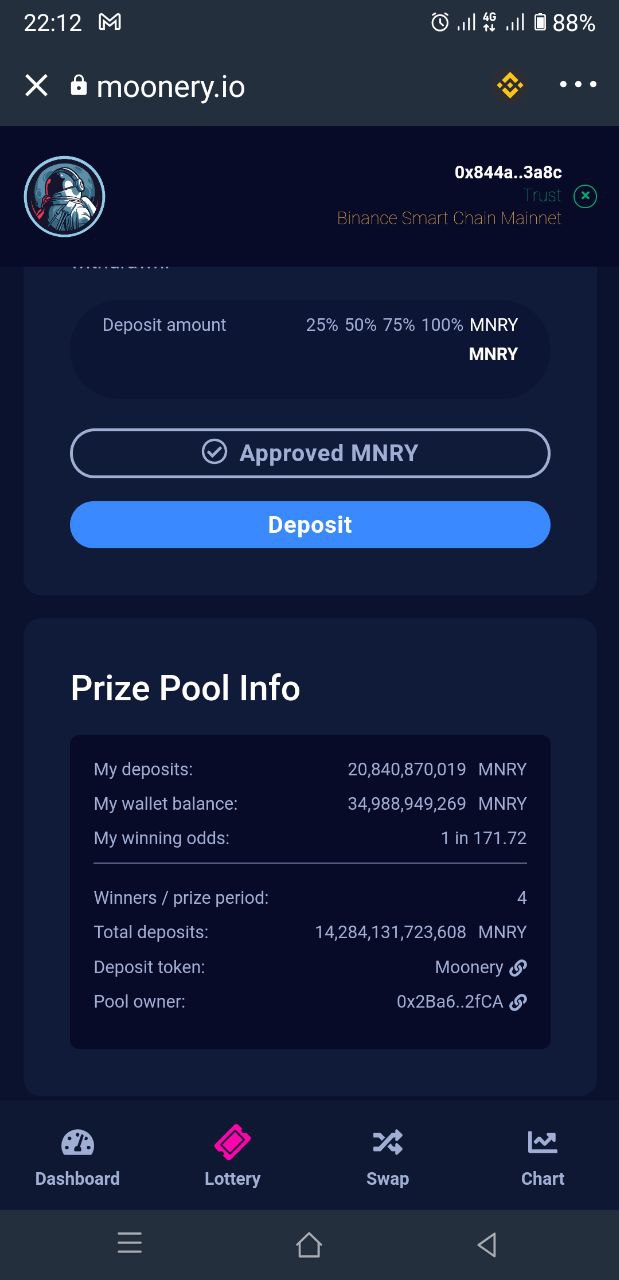 22:12 4G 88%
moonery.io
0x844a..3a8c
Trust
Binance Smart Chain Mainnet
Deposit amount 25% 50% 75% 100% MNRY
MNRY
Approved MNRY
Deposit
Prize Pool Info
My deposits: 20,840,870,019 MNRY
My wallet balance: 34,988,949,269 MNRY
My winning odds: 1 in 171.72
Winners / prize period: 4
Total deposits: 14,284,131,723,608 MNRY
Deposit token: Moonery
Pool owner: 0x2Ba6..2fCA
Dashboard Lottery Swap Chart